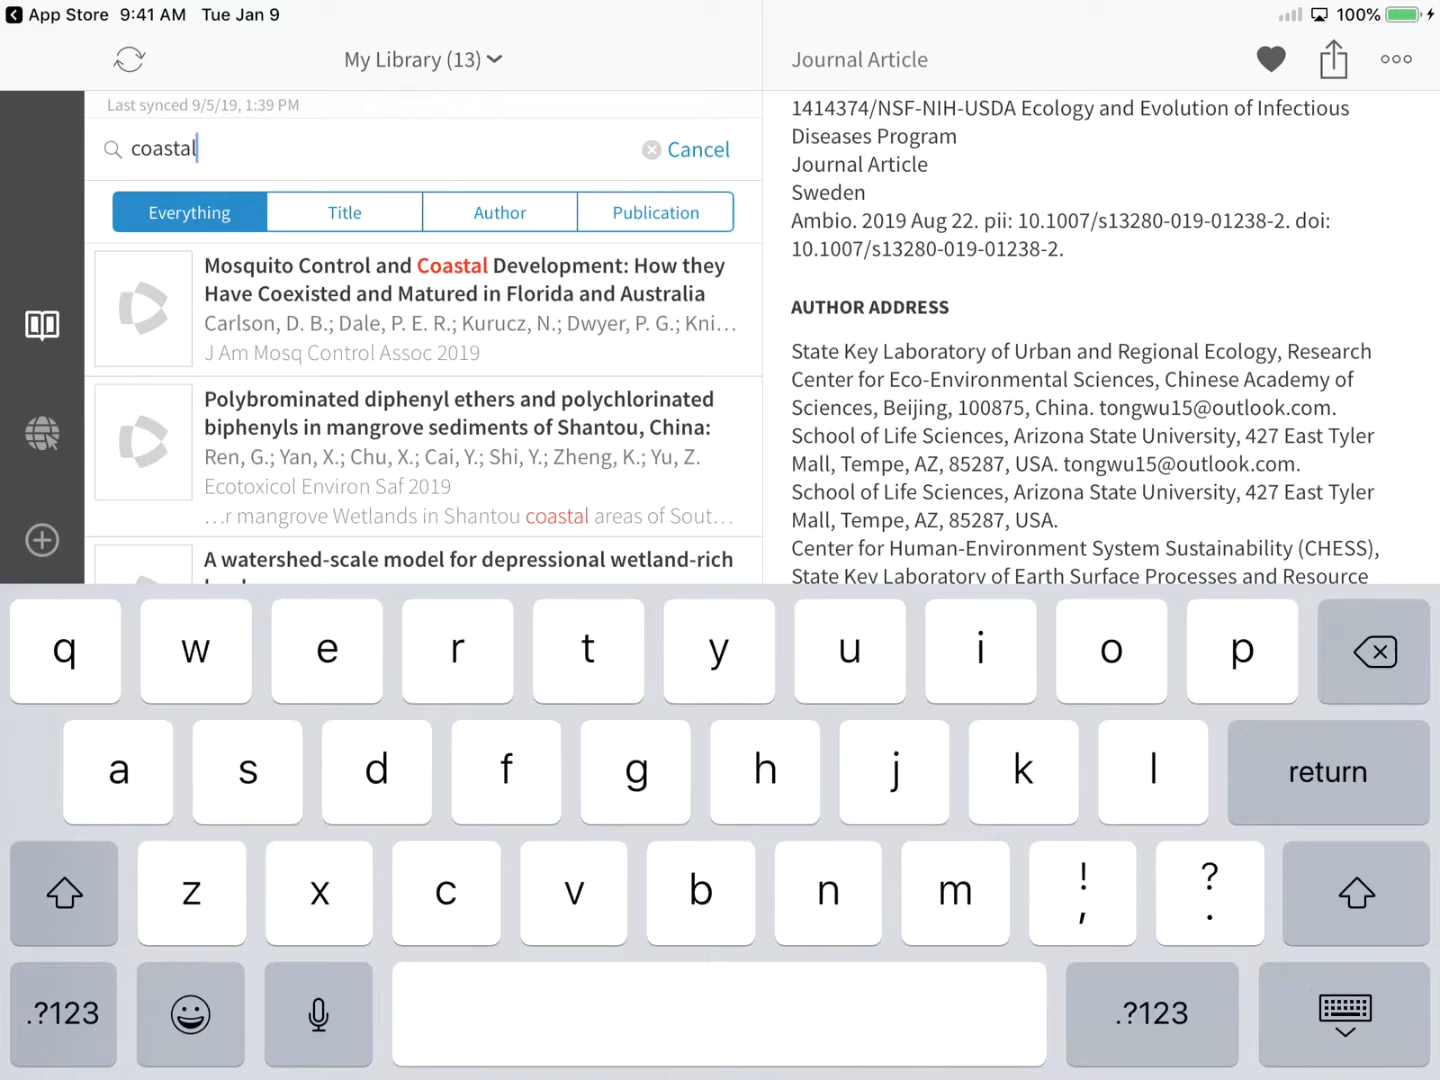 App Store 9:41 AM Tue Jan 9
100%
My Library (13)
Journal Article
Last synced 9/5/19, 1:39 PM
coastal
Cancel
Everything
Title
Author
Publication
Mosquito Control and Coastal Development: How they
Have Coexisted and Matured in Florida and Australia
Carlson, D. B.; Dale, P. E. R.; Kurucz, N.; Dwyer, P. G.; Kni...
J Am Mosq Control Assoc 2019
Polybrominated diphenyl ethers and polychlorinated
biphenyls in mangrove sediments of Shantou, China:
Ren, G.; Yan, X.; Chu, X.; Cai, Y.; Shi, Y.; Zheng, K.; Yu, Z.
Ecotoxicol Environ Saf 2019
...r mangrove Wetlands in Shantou coastal areas of Sout...
A watershed-scale model for depressional wetland-rich
1414374/NSF-NIH-USDA Ecology and Evolution of Infectious
Diseases Program
Journal Article
Sweden
Ambio. 2019 Aug 22. pii: 10.1007/s13280-019-01238-2. doi:
10.1007/s13280-019-01238-2.
AUTHOR ADDRESS
State Key Laboratory of Urban and Regional Ecology, Research
Center for Eco-Environmental Sciences, Chinese Academy of
Sciences, Beijing, 100875, China. tongwu15@outlook.com.
School of Life Sciences, Arizona State University, 427 East Tyler
Mall, Tempe, AZ, 85287, USA. tongwu15@outlook.com.
School of Life Sciences, Arizona State University, 427 East Tyler
Mall, Tempe, AZ, 85287, USA.
Center for Human-Environment System Sustainability (CHESS),
State Key Laboratory of Earth Surface Processes and Resource
q w e r t y u i o p
a s d f g h j k l return
z x c v b n m ! , ? .
.?123 .?123